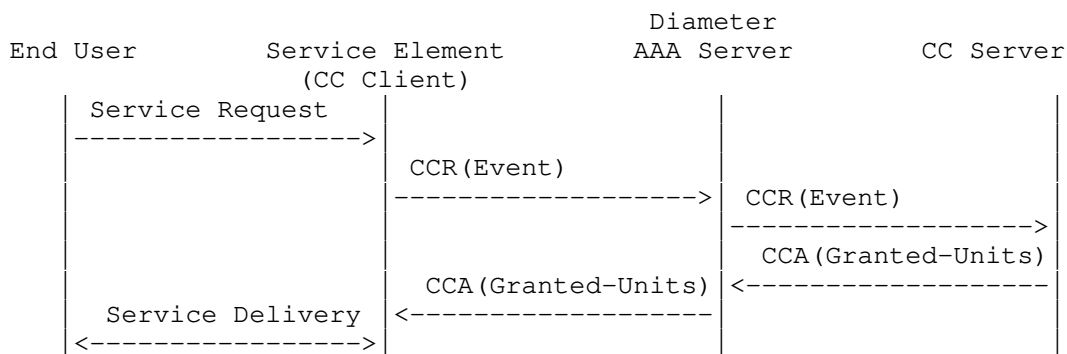 Diameter
End User Service Element AAA Server CC Server
(CC Client)
Service Request
CCR(Event)
CCR(Event)
CCA(Granted-Units)
CCA(Granted-Units)
Service Delivery